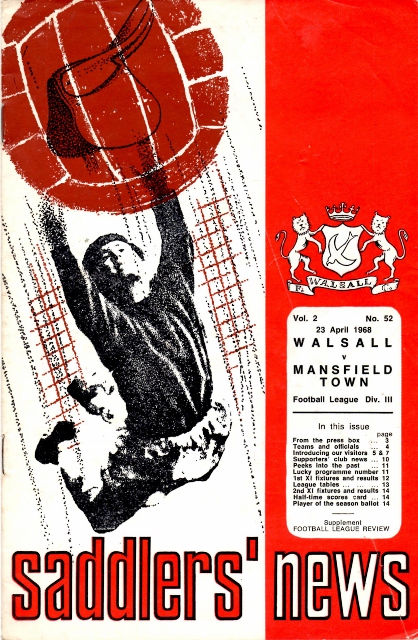 F.C.
WALSALL
Vol. 2 No. 52
23 April 1968
WALSALL
v
MANSFIELD
TOWN
Football League Div. III
In this issue
page
From the press box ... 3
Teams and officials ... 4
Introducing our visitors 5 & 7
Supporters' club news ... 10
Peeks into the past ... 11
Lucky programme number 11
1st XI fixtures and results 12
League tables ... ... ... 13
2nd XI fixtures and results 14
Half-time scores card ... 14
Player of the season ballot 14
Supplement
FOOTBALL LEAGUE REVIEW
saddlers' news